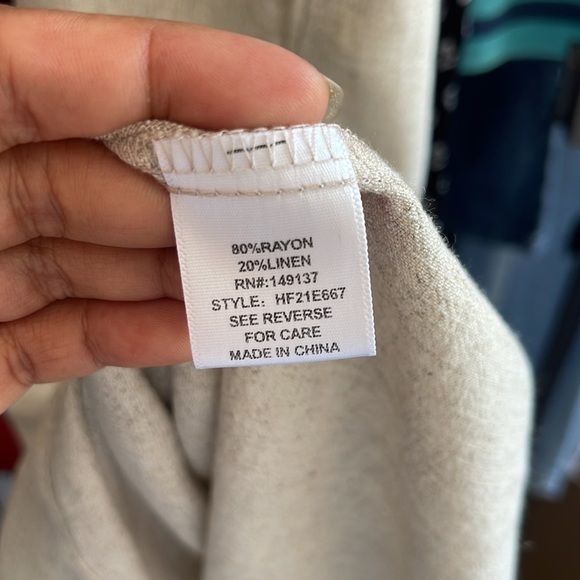 80%RAYON
20%LINEN
RN#:149137
STYLE: HF21E667
SEE REVERSE
FOR CARE
MADE IN CHINA